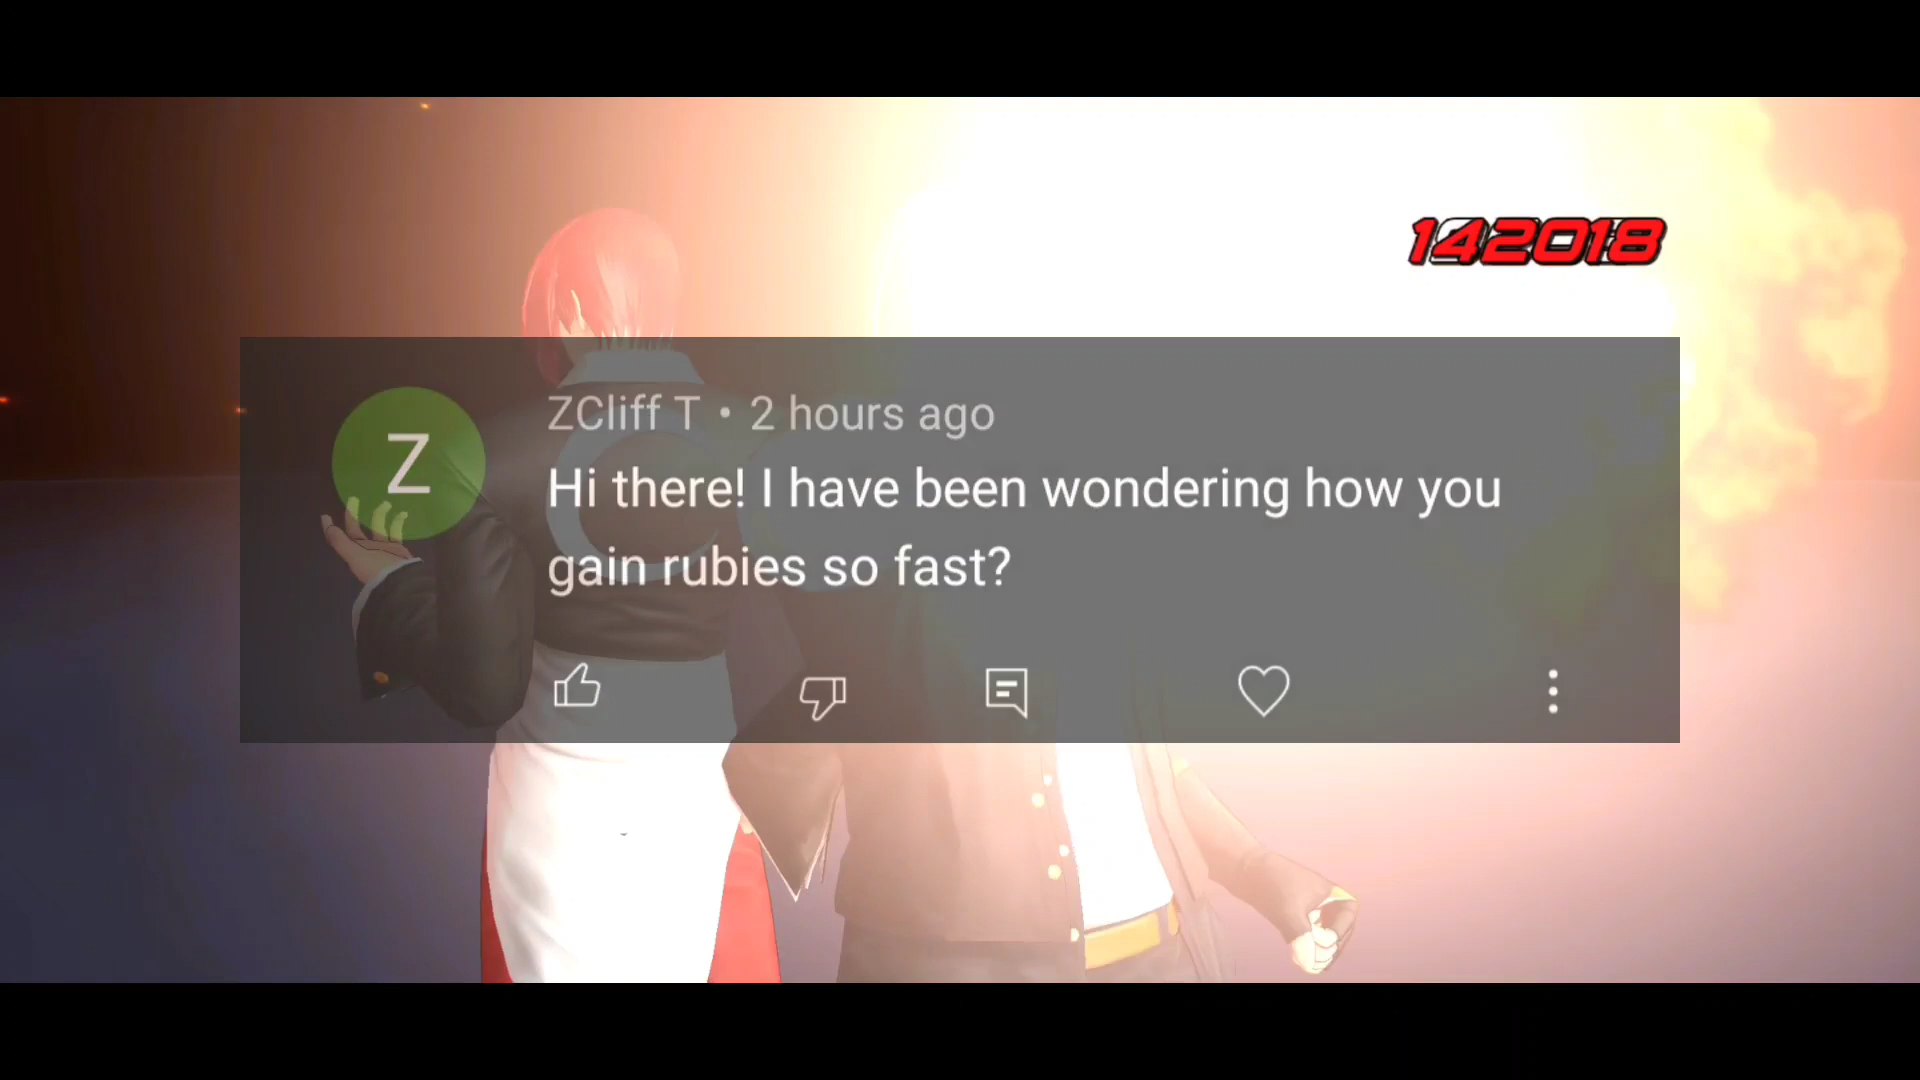 142018
Z
ZCliff T • 2 hours ago
Hi there! I have been wondering how you
gain rubies so fast?